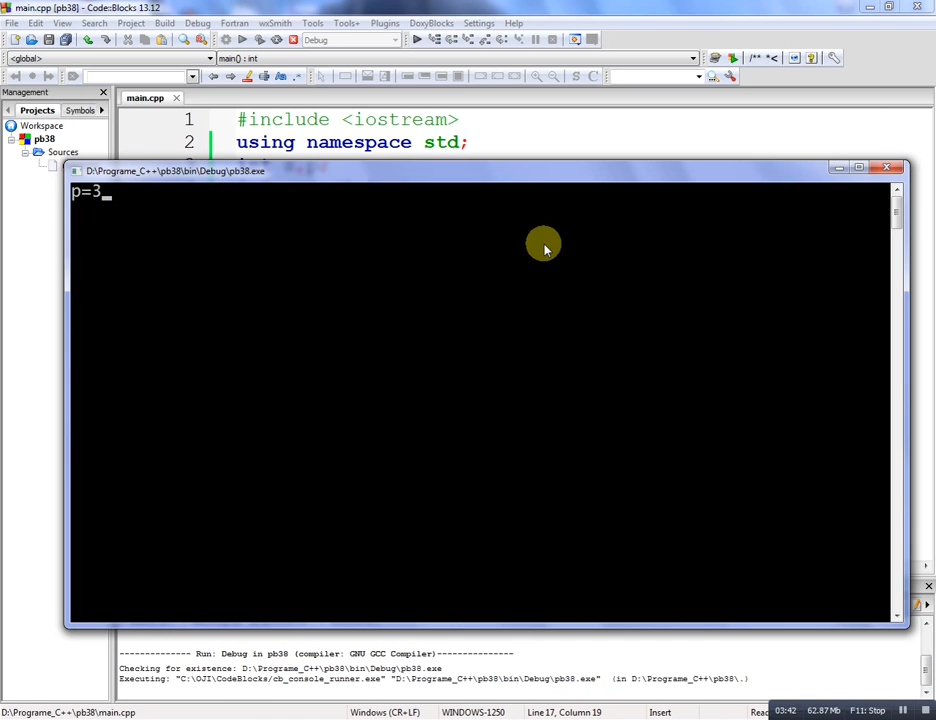 main.cpp [pb38] - Code::Blocks 13.12
File Edit View Search Project Build Debug Fortran wxSmith Tools Tools+ Plugins DoxyBlocks Settings Help
Debug
<global> main() : int
/** *<
S C
Management
main.cpp
Projects Symbols
Workspace
pb38
Sources
1 #include <iostream>
2 using namespace std;
D:\Programe_C++\pb38\bin\Debug\pb38.exe
p=3_
-------------- Run: Debug in pb38 (compiler: GNU GCC Compiler)---------------
Checking for existence: D:\Programe_C++\pb38\bin\Debug\pb38.exe
Executing: "C:\OJI\CodeBlocks/cb_console_runner.exe" "D:\Programe_C++\pb38\bin\Debug\pb38.exe" (in D:\Programe_C++\pb38\.)
D:\Programe_C++\pb38\main.cpp Windows (CR+LF) WINDOWS-1250 Line 17, Column 19 Insert
03:42 62.87 Mb F11: Stop